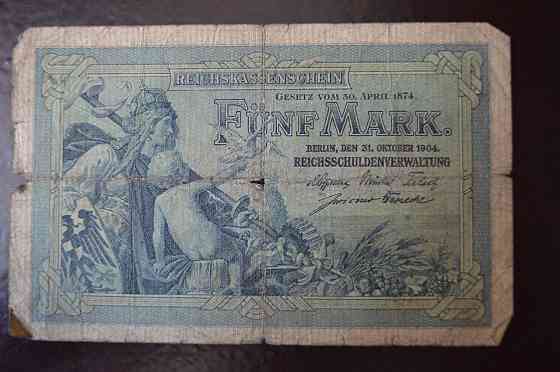 REICHSKASSENSCHEIN
GESETZ VOM 30. APRIL 1874.
FÜNF MARK.
BERLIN, DEN 31. OKTOBER 1904.
REICHSSCHULDENVERWALTUNG